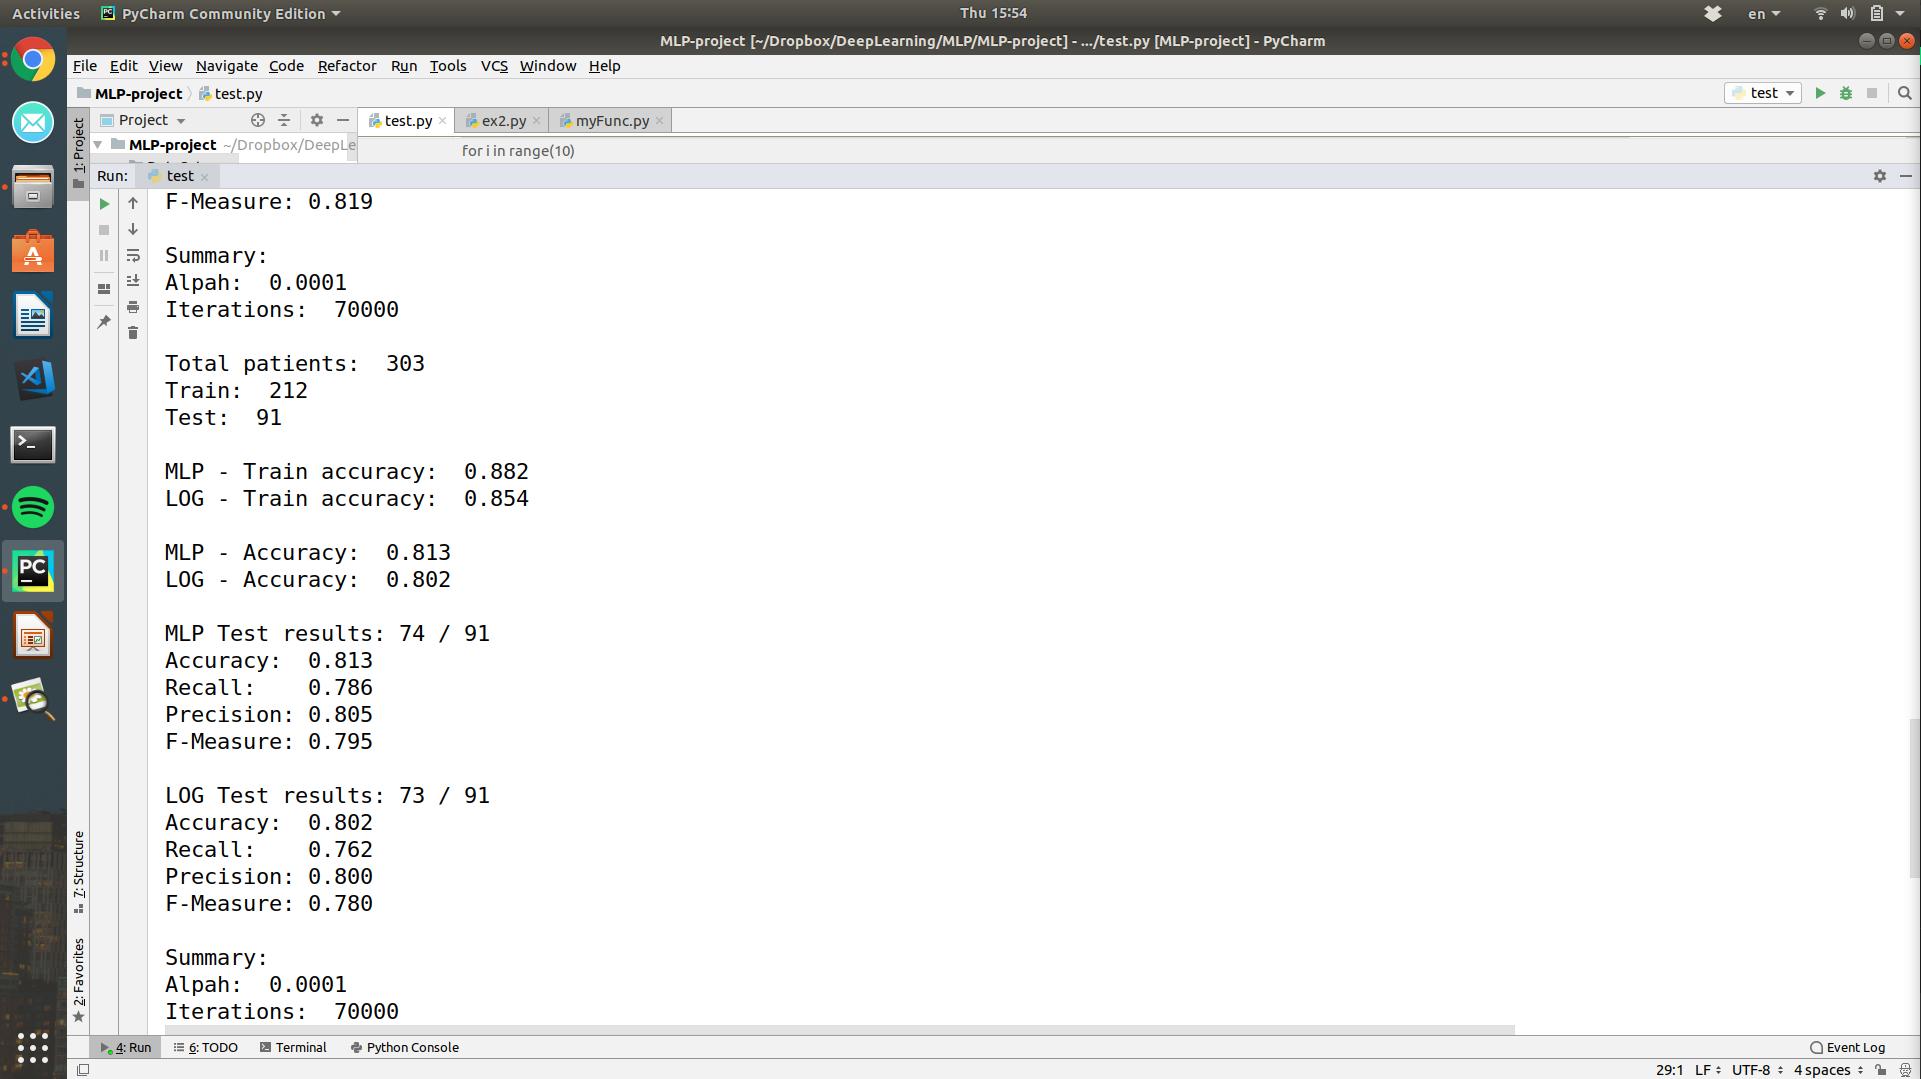 Activities PyCharm Community Edition Thu 15:54 en
MLP-project [~/Dropbox/DeepLearning/MLP/MLP-project] - .../test.py [MLP-project] - PyCharm
File Edit View Navigate Code Refactor Run Tools VCS Window Help
MLP-project test.py test
Project test.py ex2.py myFunc.py
1: Project
MLP-project ~/Dropbox/DeepLe
for i in range(10)
Run: test
F-Measure: 0.819
Summary:
Alpah: 0.0001
Iterations: 70000
Total patients: 303
Train: 212
Test: 91
MLP - Train accuracy: 0.882
LOG - Train accuracy: 0.854
MLP - Accuracy: 0.813
LOG - Accuracy: 0.802
MLP Test results: 74 / 91
Accuracy: 0.813
Recall: 0.786
Precision: 0.805
F-Measure: 0.795
LOG Test results: 73 / 91
Accuracy: 0.802
Recall: 0.762
Precision: 0.800
F-Measure: 0.780
Summary:
Alpah: 0.0001
Iterations: 70000
7: Structure
2: Favorites
PC
4: Run 6: TODO Terminal Python Console Event Log
29:1 LF UTF-8 4 spaces